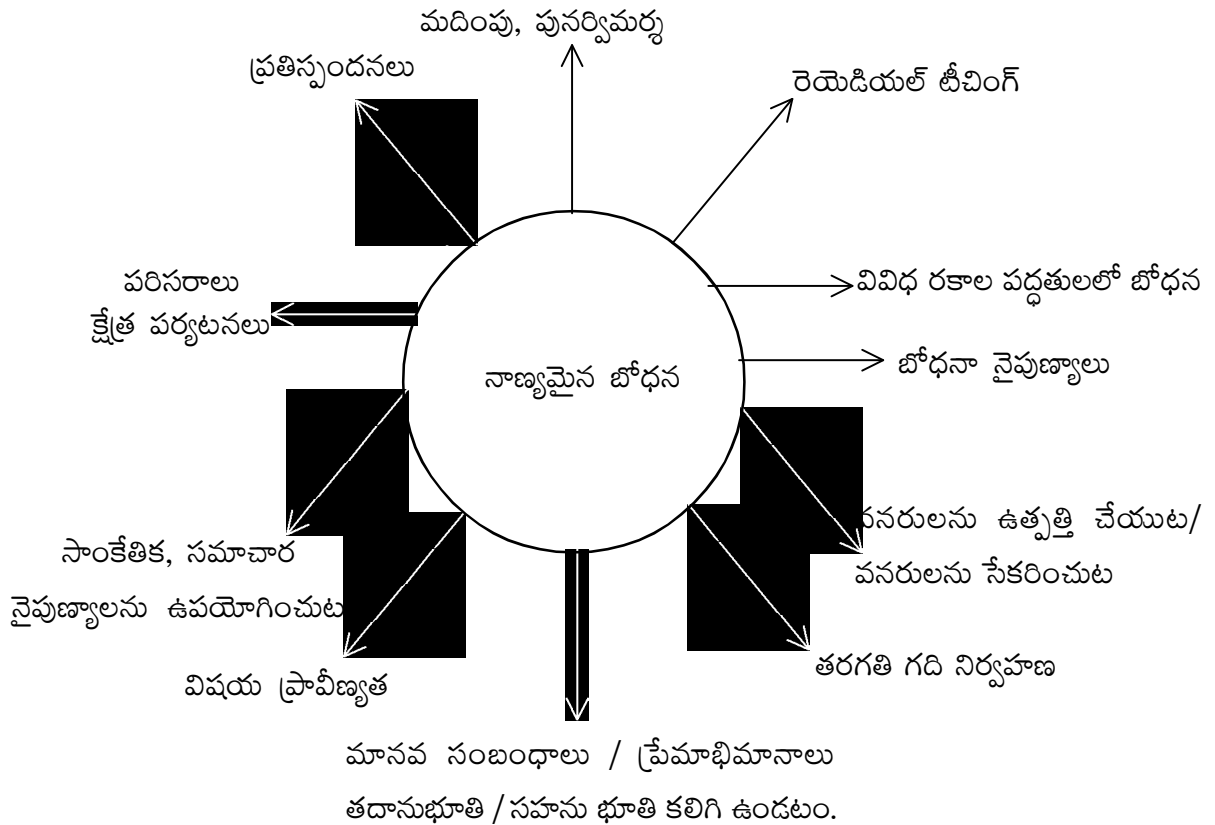 మదింపు, పునర్విమర్శ
ప్రతిస్పందనలు
రెయెడియల్ టీచింగ్
పరిసరాలు
క్షేత్ర పర్యటనలు
వివిధ రకాల పద్ధతులలో బోధన
బోధనా నైపుణ్యాలు
నాణ్యమైన బోధన
వనరులను ఉత్పత్తి చేయుట/
వనరులను సేకరించుట
సాంకేతిక, సమాచార
నైపుణ్యాలను ఉపయోగించుట
తరగతి గది నిర్వహణ
విషయ ప్రావీణ్యత
మానవ సంబంధాలు / ప్రేమాభిమానాలు
తదానుభూతి / సహను భూతి కలిగి ఉండటం.